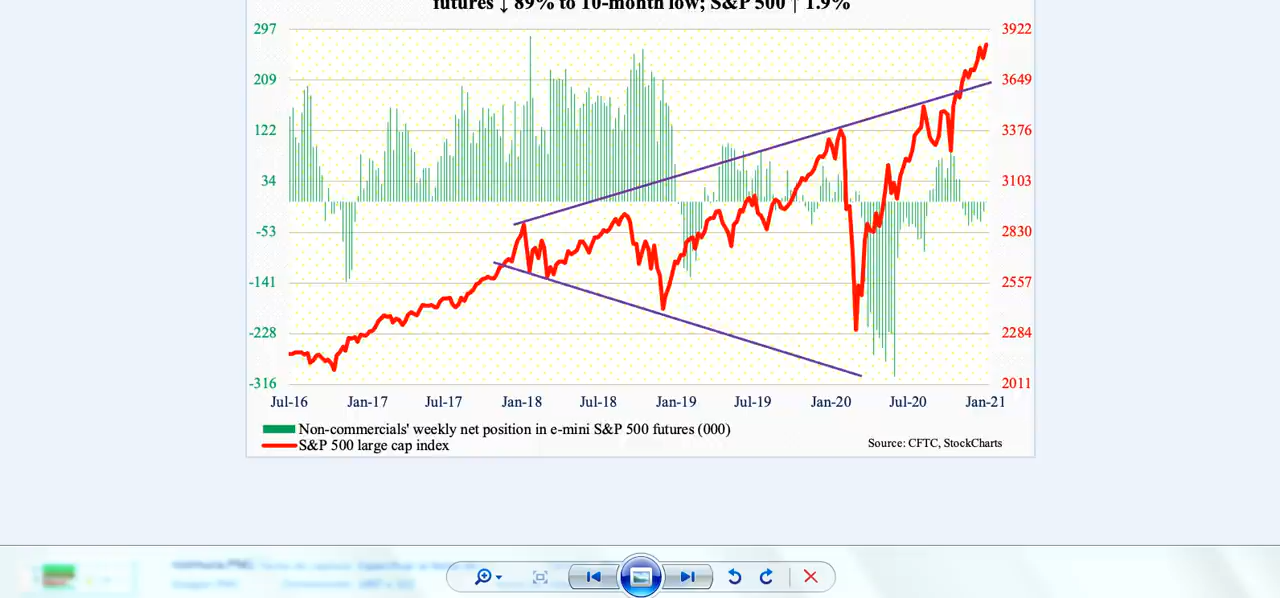 futures ↓ 89% to 10-month low; S&P 500 ↑ 1.9%
297 3922
209 3649
122 3376
34 3103
-53 2830
-141 2557
-228 2284
-316 2011
Jul-16 Jan-17 Jul-17 Jan-18 Jul-18 Jan-19 Jul-19 Jan-20 Jul-20 Jan-21
Non-commercials' weekly net position in e-mini S&P 500 futures (000)
S&P 500 large cap index
Source: CFTC, StockCharts